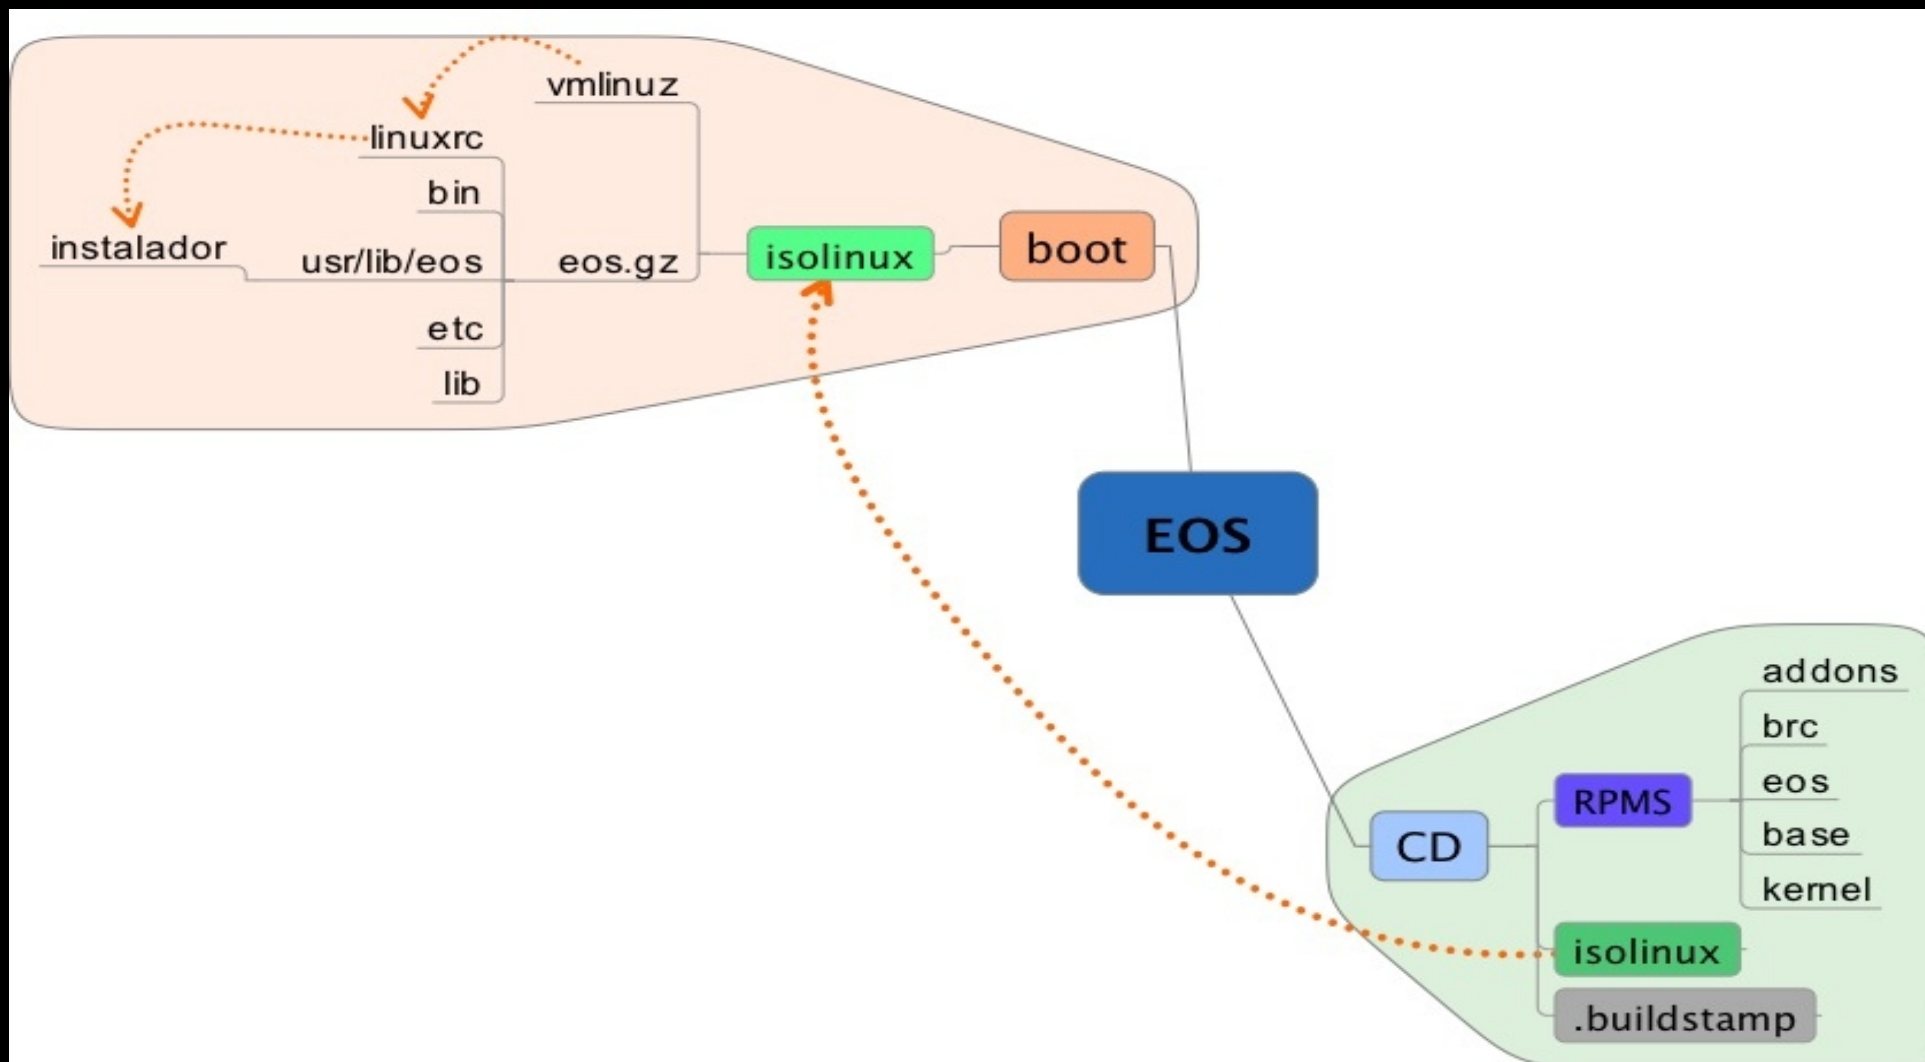 vmlinuz
linuxrc
bin
instalador
usr/lib/eos
eos.gz
isolinux
boot
etc
lib
EOS
addons
brc
eos
RPMS
base
CD
kernel
isolinux
.buildstamp